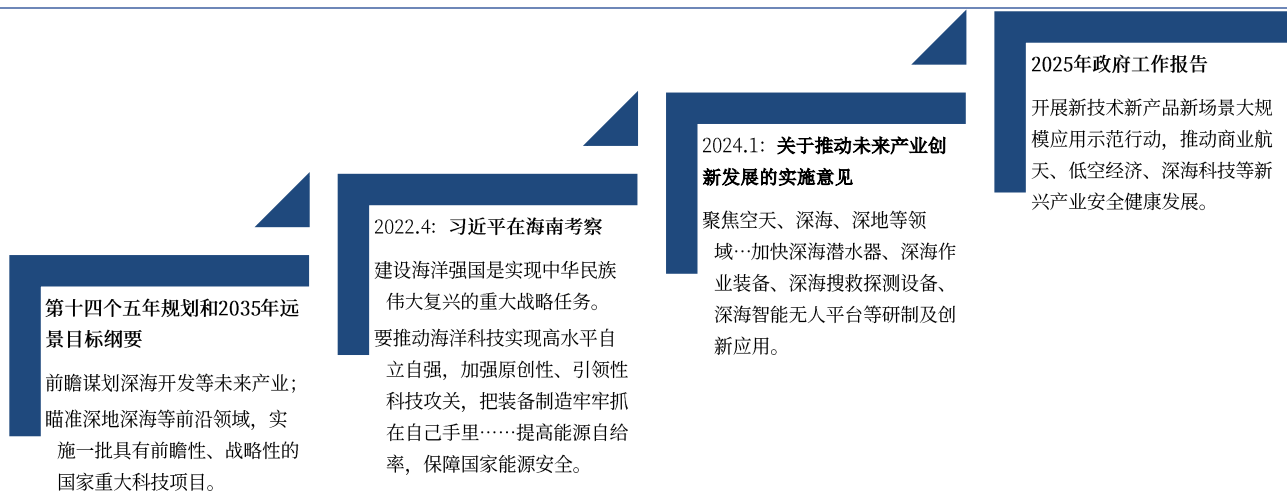 第十四个五年规划和2035年远
景目标纲要
前瞻谋划深海开发等未来产业；
瞄准深地深海等前沿领域，实
施一批具有前瞻性、战略性的
国家重大科技项目。
2022.4：习近平在海南考察
建设海洋强国是实现中华民族
伟大复兴的重大战略任务。
要推动海洋科技实现高水平自
立自强，加强原创性、引领性
科技攻关，把装备制造牢牢抓
在自己手里……提高能源自给
率，保障国家能源安全。
2024.1：关于推动未来产业创
新发展的实施意见
聚焦空天、深海、深地等领
域…加快深海潜水器、深海作
业装备、深海搜救探测设备、
深海智能无人平台等研制及创
新应用。
2025年政府工作报告
开展新技术新产品新场景大规
模应用示范行动，推动商业航
天、低空经济、深海科技等新
兴产业安全健康发展。